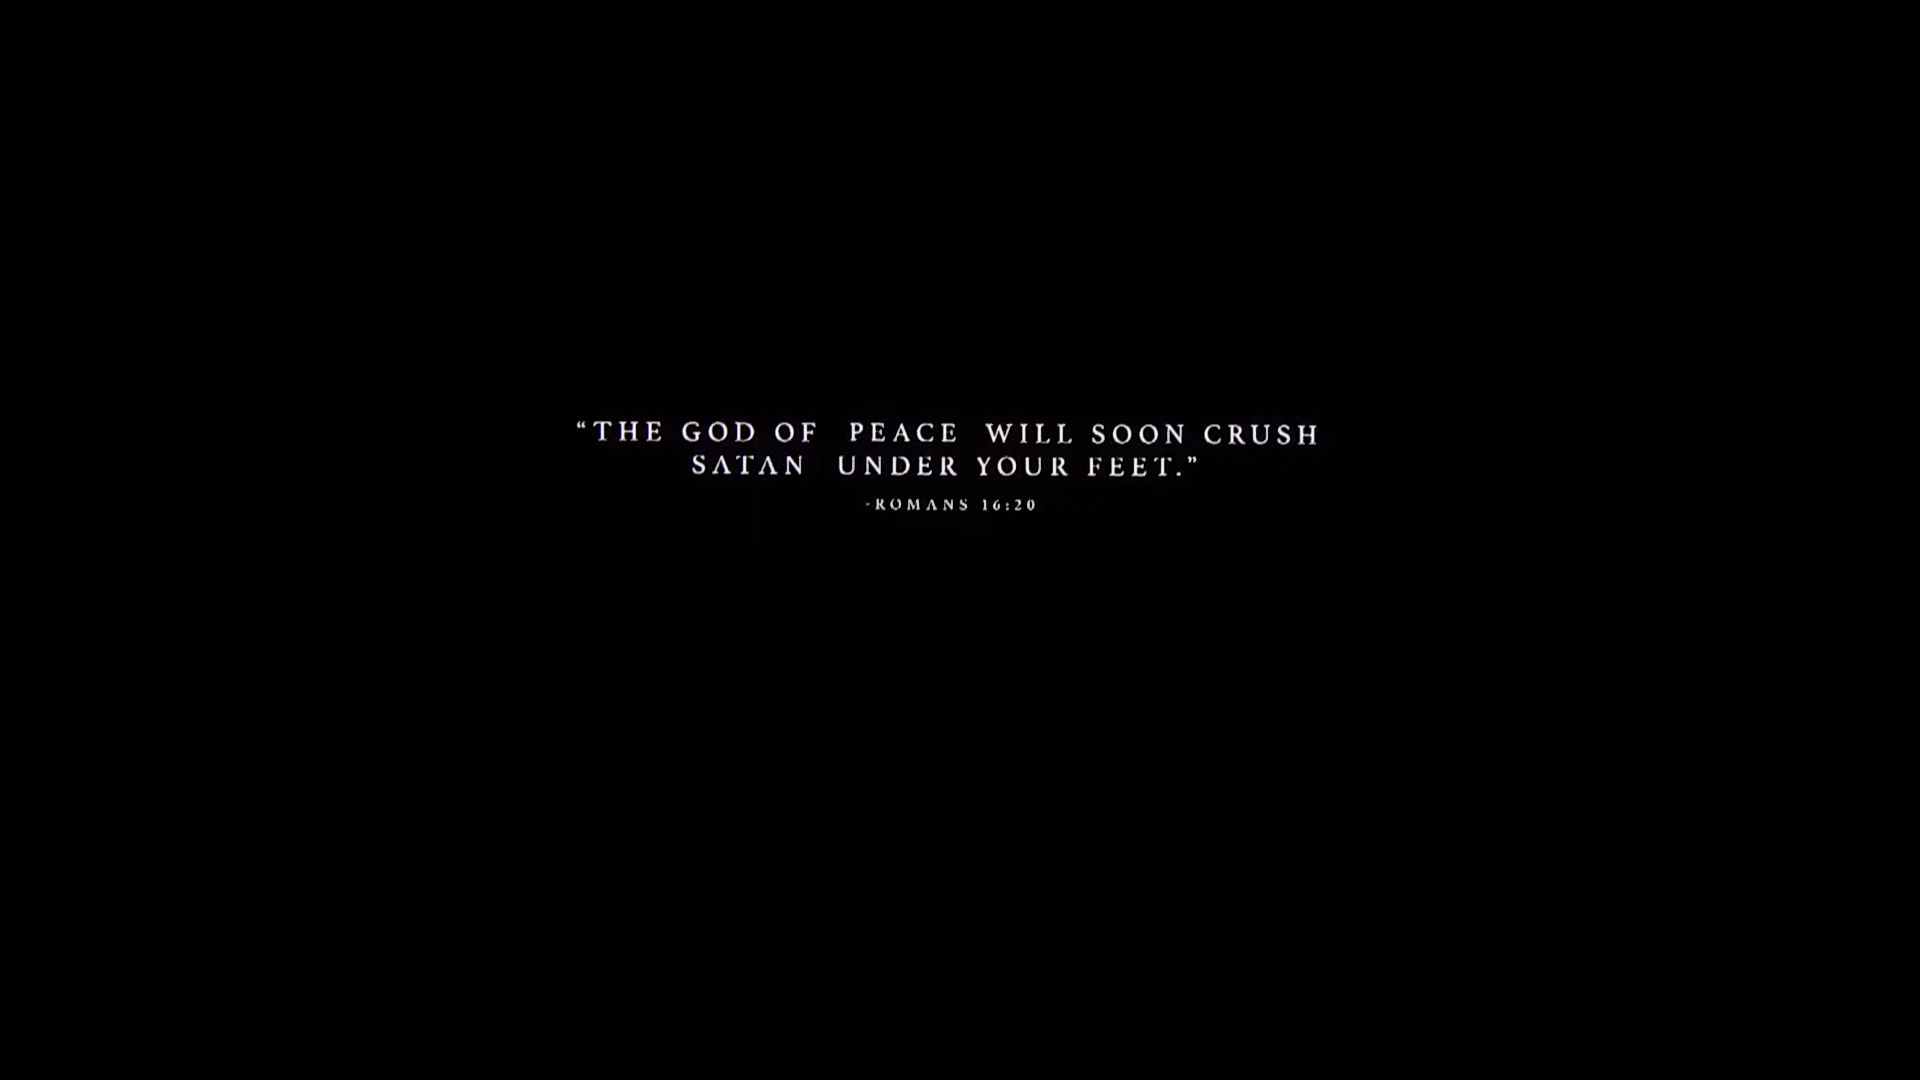 “THE GOD OF PEACE WILL SOON CRUSH
SATAN UNDER YOUR FEET.”
-ROMANS 16:20